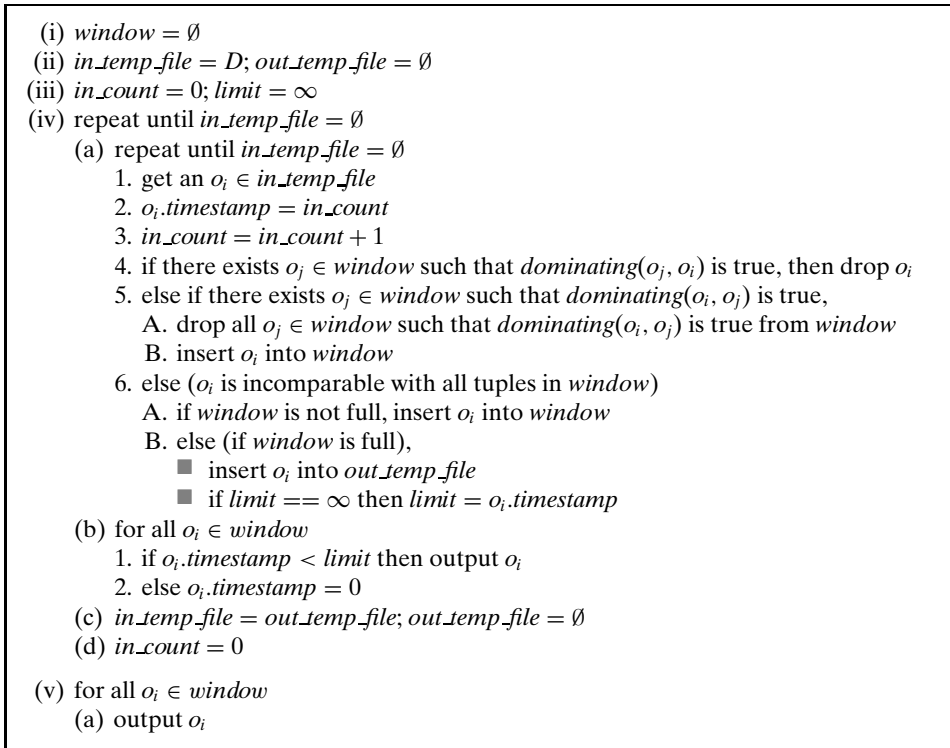 (i) window = ∅
(ii) in_temp_file = D; out_temp_file = ∅
(iii) in_count = 0; limit = ∞
(iv) repeat until in_temp_file = ∅
(a) repeat until in_temp_file = ∅
1. get an oᵢ ∈ in_temp_file
2. oᵢ.timestamp = in_count
3. in_count = in_count + 1
4. if there exists oⱼ ∈ window such that dominating(oⱼ, oᵢ) is true, then drop oᵢ
5. else if there exists oⱼ ∈ window such that dominating(oᵢ, oⱼ) is true,
A. drop all oⱼ ∈ window such that dominating(oᵢ, oⱼ) is true from window
B. insert oᵢ into window
6. else (oᵢ is incomparable with all tuples in window)
A. if window is not full, insert oᵢ into window
B. else (if window is full),
■ insert oᵢ into out_temp_file
■ if limit == ∞ then limit = oᵢ.timestamp
(b) for all oᵢ ∈ window
1. if oᵢ.timestamp < limit then output oᵢ
2. else oᵢ.timestamp = 0
(c) in_temp_file = out_temp_file; out_temp_file = ∅
(d) in_count = 0
(v) for all oᵢ ∈ window
(a) output oᵢ